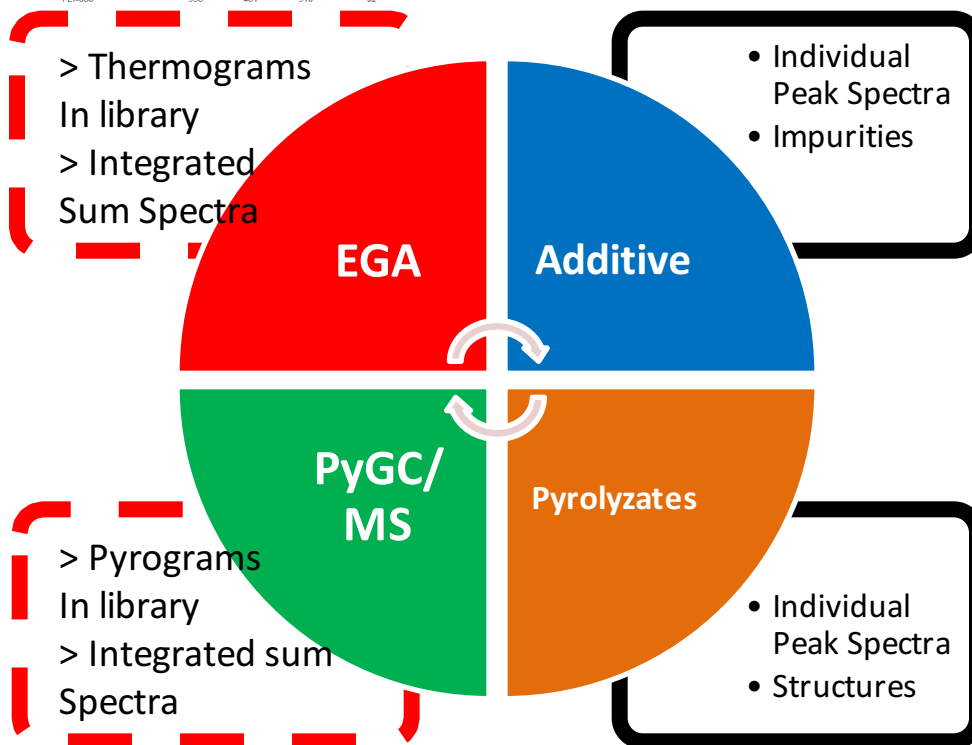 > Thermograms
In library
> Integrated
Sum Spectra
• Individual
Peak Spectra
• Impurities
EGA
Additive
PyGC/
MS
Pyrolyzates
> Pyrograms
In library
> Integrated sum
Spectra
• Individual
Peak Spectra
• Structures